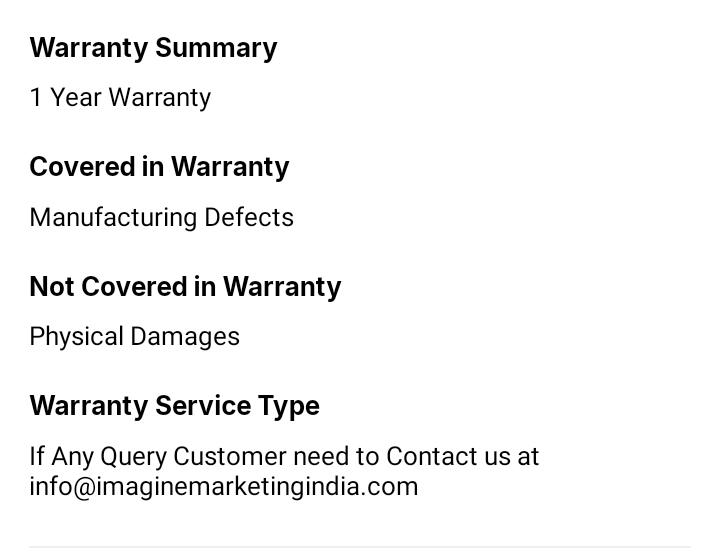 Warranty Summary
1 Year Warranty
Covered in Warranty
Manufacturing Defects
Not Covered in Warranty
Physical Damages
Warranty Service Type
If Any Query Customer need to Contact us at
info@imaginemarketingindia.com